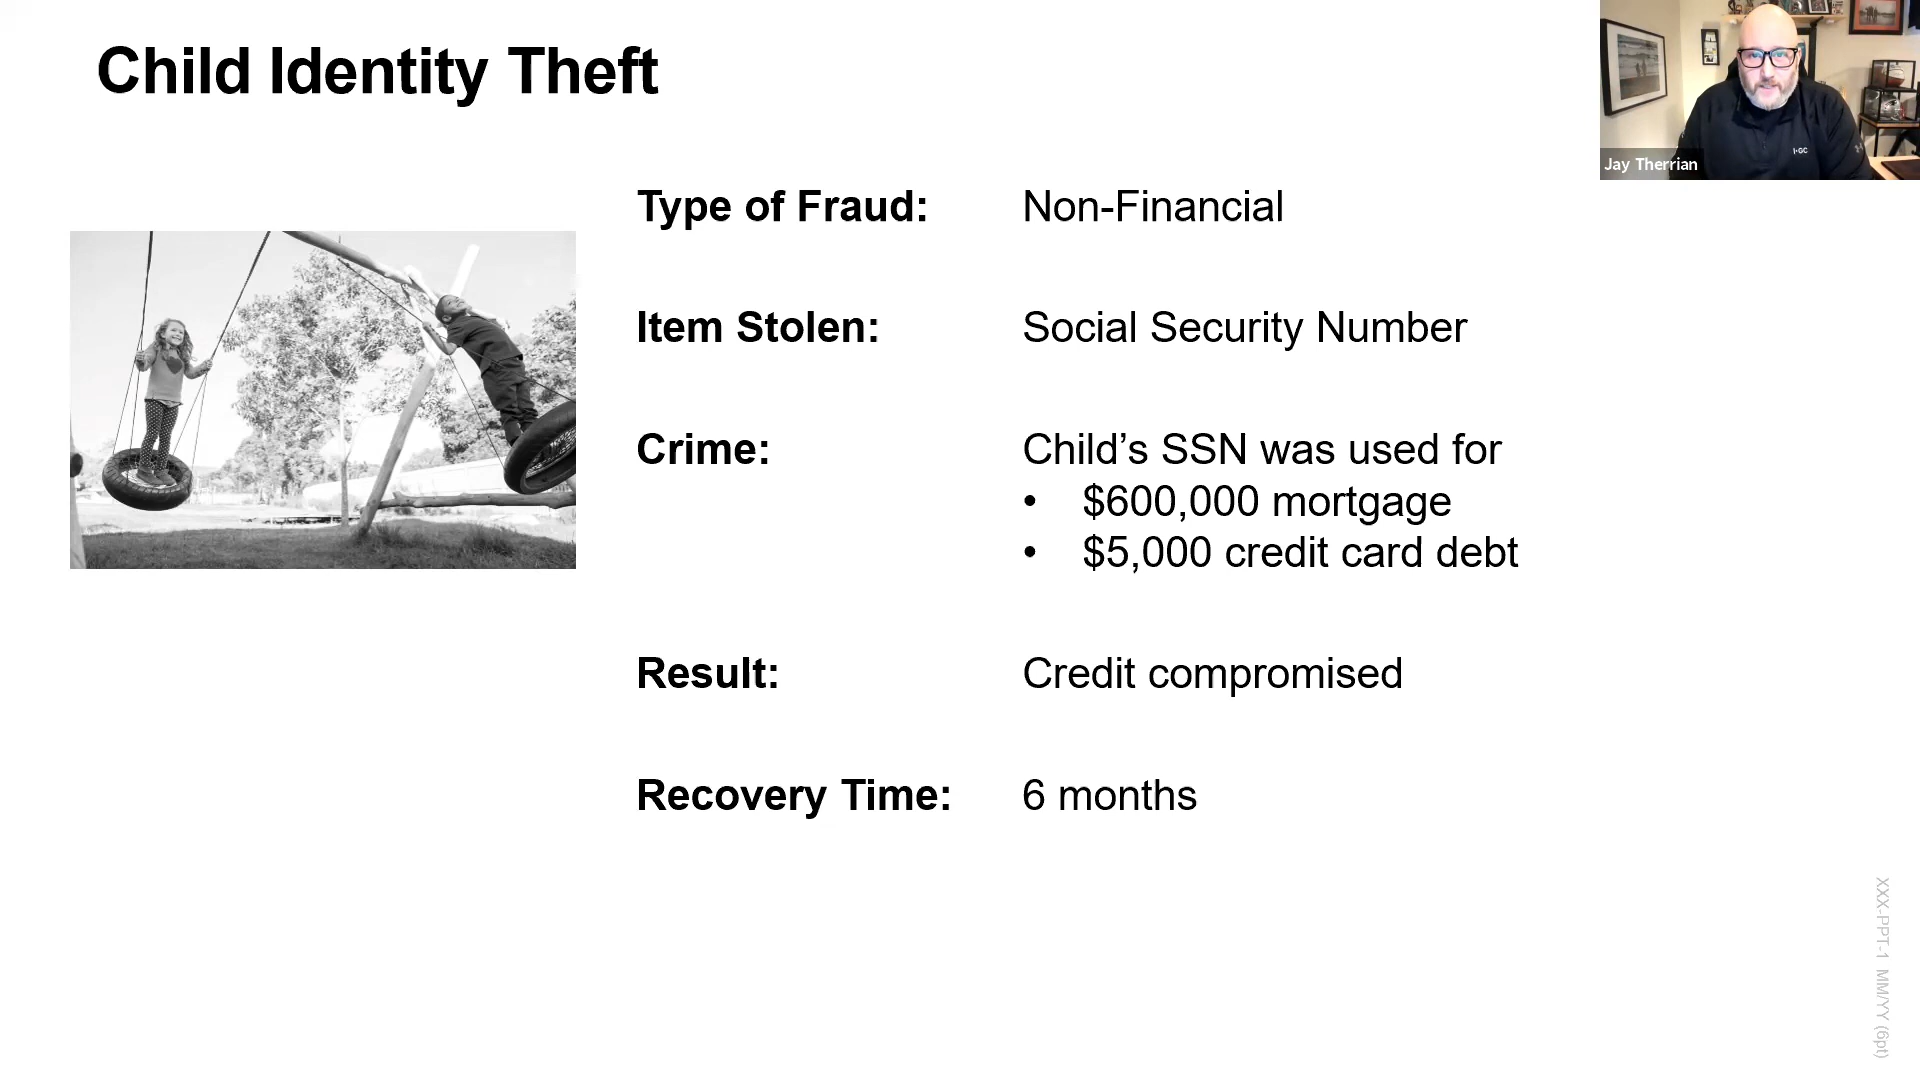 Child Identity Theft
Jay Therrian
Type of Fraud: Non-Financial
Item Stolen: Social Security Number
Crime: Child’s SSN was used for
• $600,000 mortgage
• $5,000 credit card debt
Result: Credit compromised
Recovery Time: 6 months
XXX-PPT-1 MM/YY (6pt)